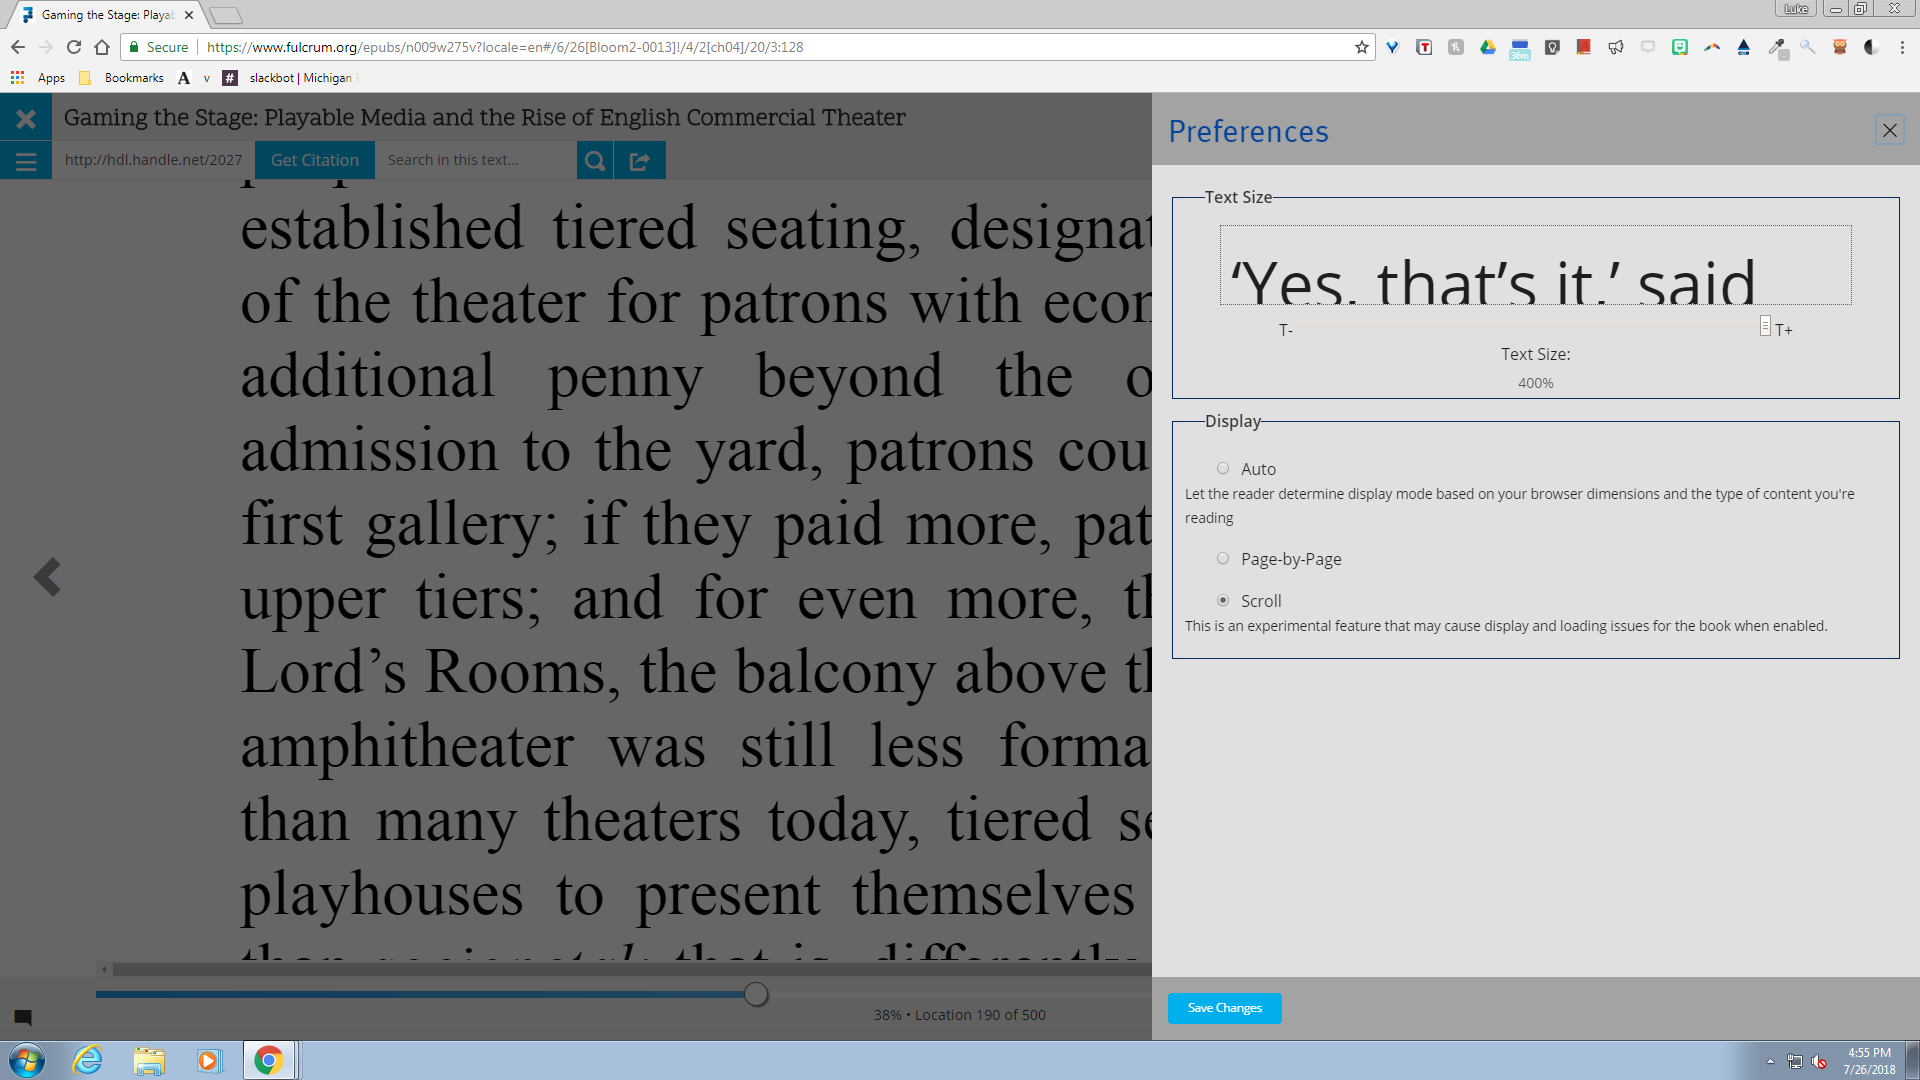 Gaming the Stage: Playab
Luke
Secure
https://www.fulcrum.org/epubs/n009w275v?locale=en#/6/26[Bloom2-0013]!/4/2[ch04]/20/3:128
36m
Apps
Bookmarks
A
v
#
slackbot | Michigan
Gaming the Stage: Playable Media and the Rise of English Commercial Theater
http://hdl.handle.net/2027
Get Citation
Search in this text...
established tiered seating, designat
of the theater for patrons with econ
additional penny beyond the o
admission to the yard, patrons cou
first gallery; if they paid more, pat
upper tiers; and for even more, th
Lord’s Rooms, the balcony above th
amphitheater was still less forma
than many theaters today, tiered se
playhouses to present themselves
that is, differently
38% • Location 190 of 500
Preferences
Text Size
‘Yes, that’s it,’ said
T-
T+
Text Size:
400%
Display
Auto
Let the reader determine display mode based on your browser dimensions and the type of content you're
reading
Page-by-Page
Scroll
This is an experimental feature that may cause display and loading issues for the book when enabled.
Save Changes
4:55 PM
7/26/2018